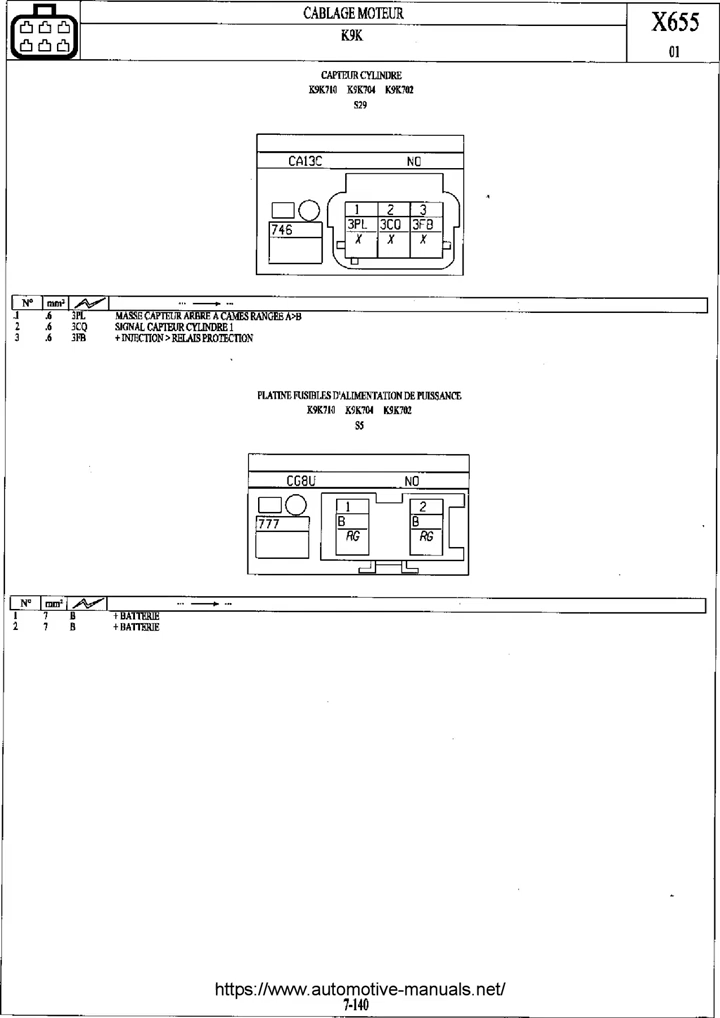 CABLAGE MOTEUR
K9K
X655
01
CAPTEUR CYLINDRE
K9K710 K9K704 K9K702
S29
CA13C NO
1 2 3
3PL 3CQ 3FB
X X X
746
N° mm² ... ...
.1 .6 3PL MASSE CAPTEUR ARBRE A CAMES RANGEE A>B
2 .6 3CQ SIGNAL CAPTEUR CYLINDRE 1
3 .6 3FB + INJECTION > RELAIS PROTECTION
PLATINE FUSIBLES D'ALIMENTATION DE PUISSANCE
K9K710 K9K704 K9K702
S5
CG8U NO
1 2
777 B B
RG RG
N° mm² ... ...
1 7 B + BATTERIE
2 7 B + BATTERIE
https://www.automotive-manuals.net/
7-140